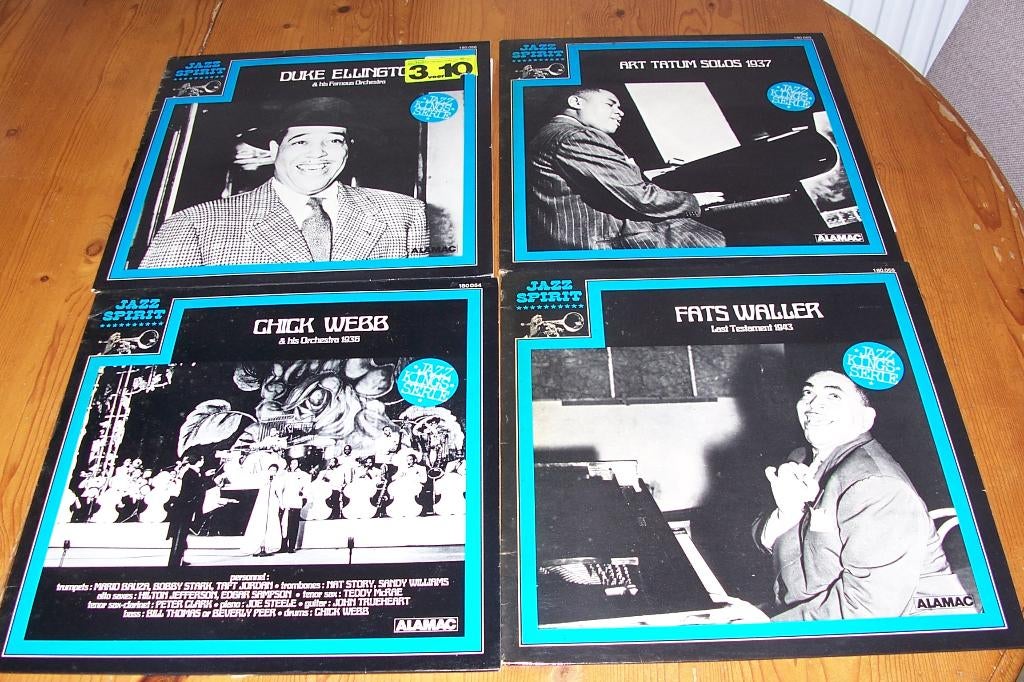 180 056
JAZZ
SPIRIT
DUKE ELLINGTO
& his Famous Orchestra
3 10
JAZZ
KINGS
SERIE
ALAMAC
JAZZ
SPIRIT
ART TATUM SOLOS 1937
JAZZ
KINGS
SERIE
ALAMAC
180 054
JAZZ
SPIRIT
CHICK WEBB
& his Orchestra 1936
JAZZ
KINGS
SERIE
personnel :
trumpets : MARIO BAUZA, BOBBY STARK, TAFT JORDAN • trombones : NAT STORY, SANDY WILLIAMS
alto saxes : HILTON JEFFERSON, EDGAR SAMPSON • tenor sax : TEDDY McRAE
tenor sax-clarinet : PETER CLARK • piano : JOE STEELE • guitar : JOHN TRUEHEART
bass : BILL THOMAS or BEVERLY PEER • drums : CHICK WEBB
ALAMAC
180 055
JAZZ
SPIRIT
FATS WALLER
Last Testament 1943
JAZZ
KINGS
SERIE
ALAMAC